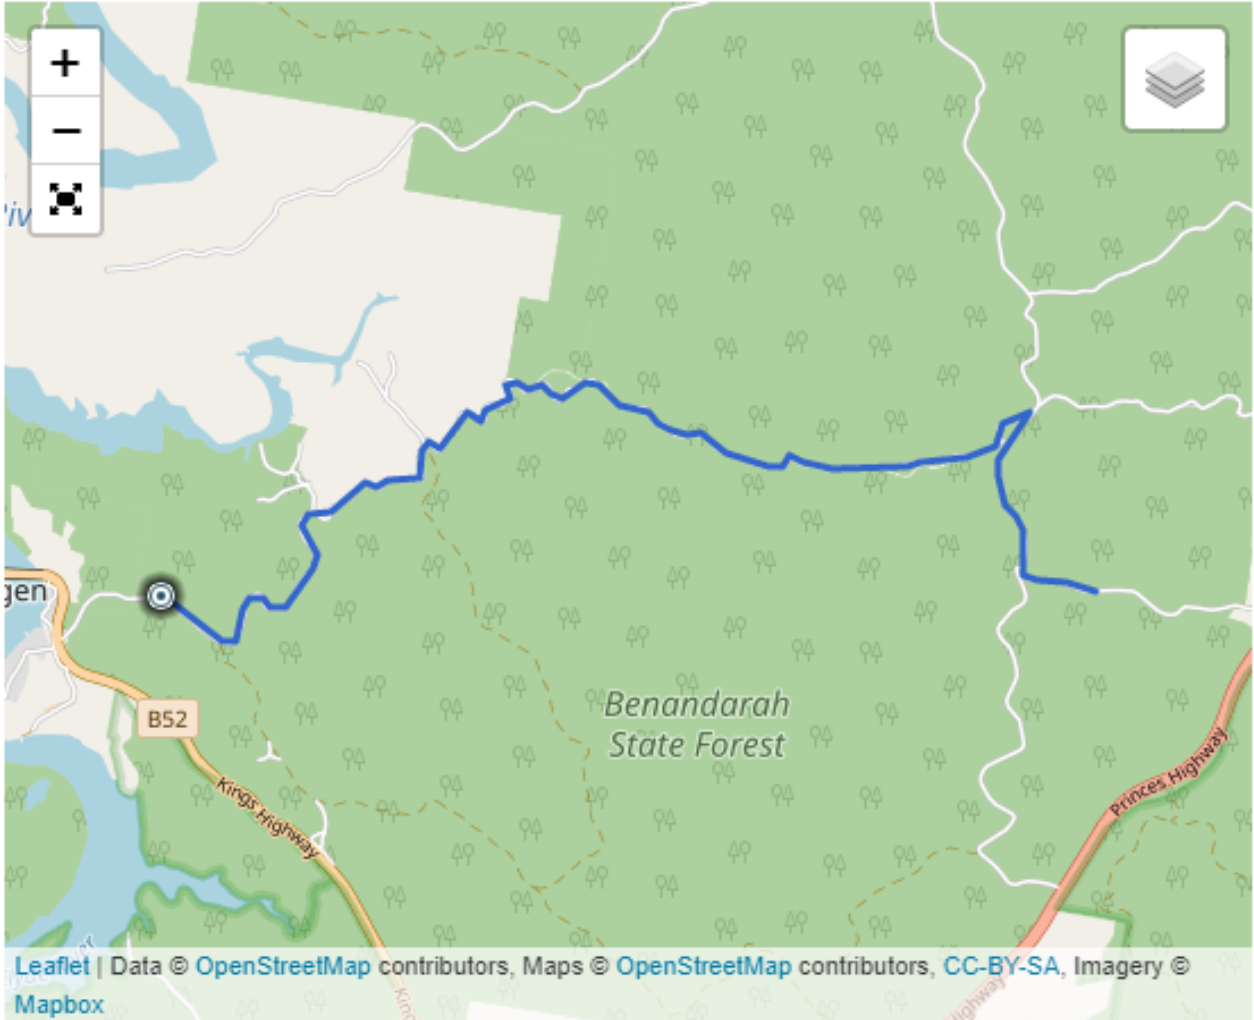 +
−
gen
B52
Kings Highway
Benandarah
State Forest
Princes Highway
Highway
Leaflet | Data © OpenStreetMap contributors, Maps © OpenStreetMap contributors, CC-BY-SA, Imagery ©
Mapbox